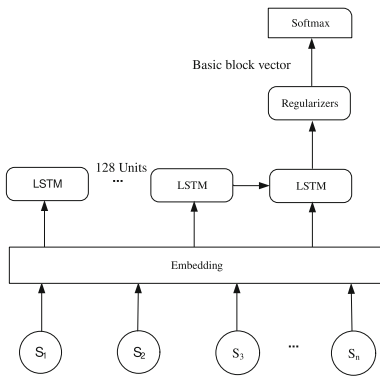 Softmax
Basic block vector
Regularizers
128 Units
LSTM ... LSTM LSTM
Embedding
S1 S2 S3 ... Sn